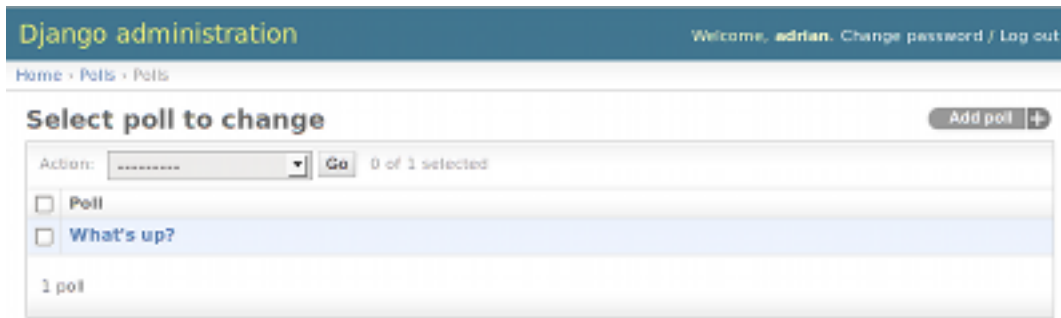 Django administration
Welcome, adrian. Change password / Log out
Home › Polls › Polls
Select poll to change
Add poll +
Action: --------- Go 0 of 1 selected
Poll
What's up?
1 poll